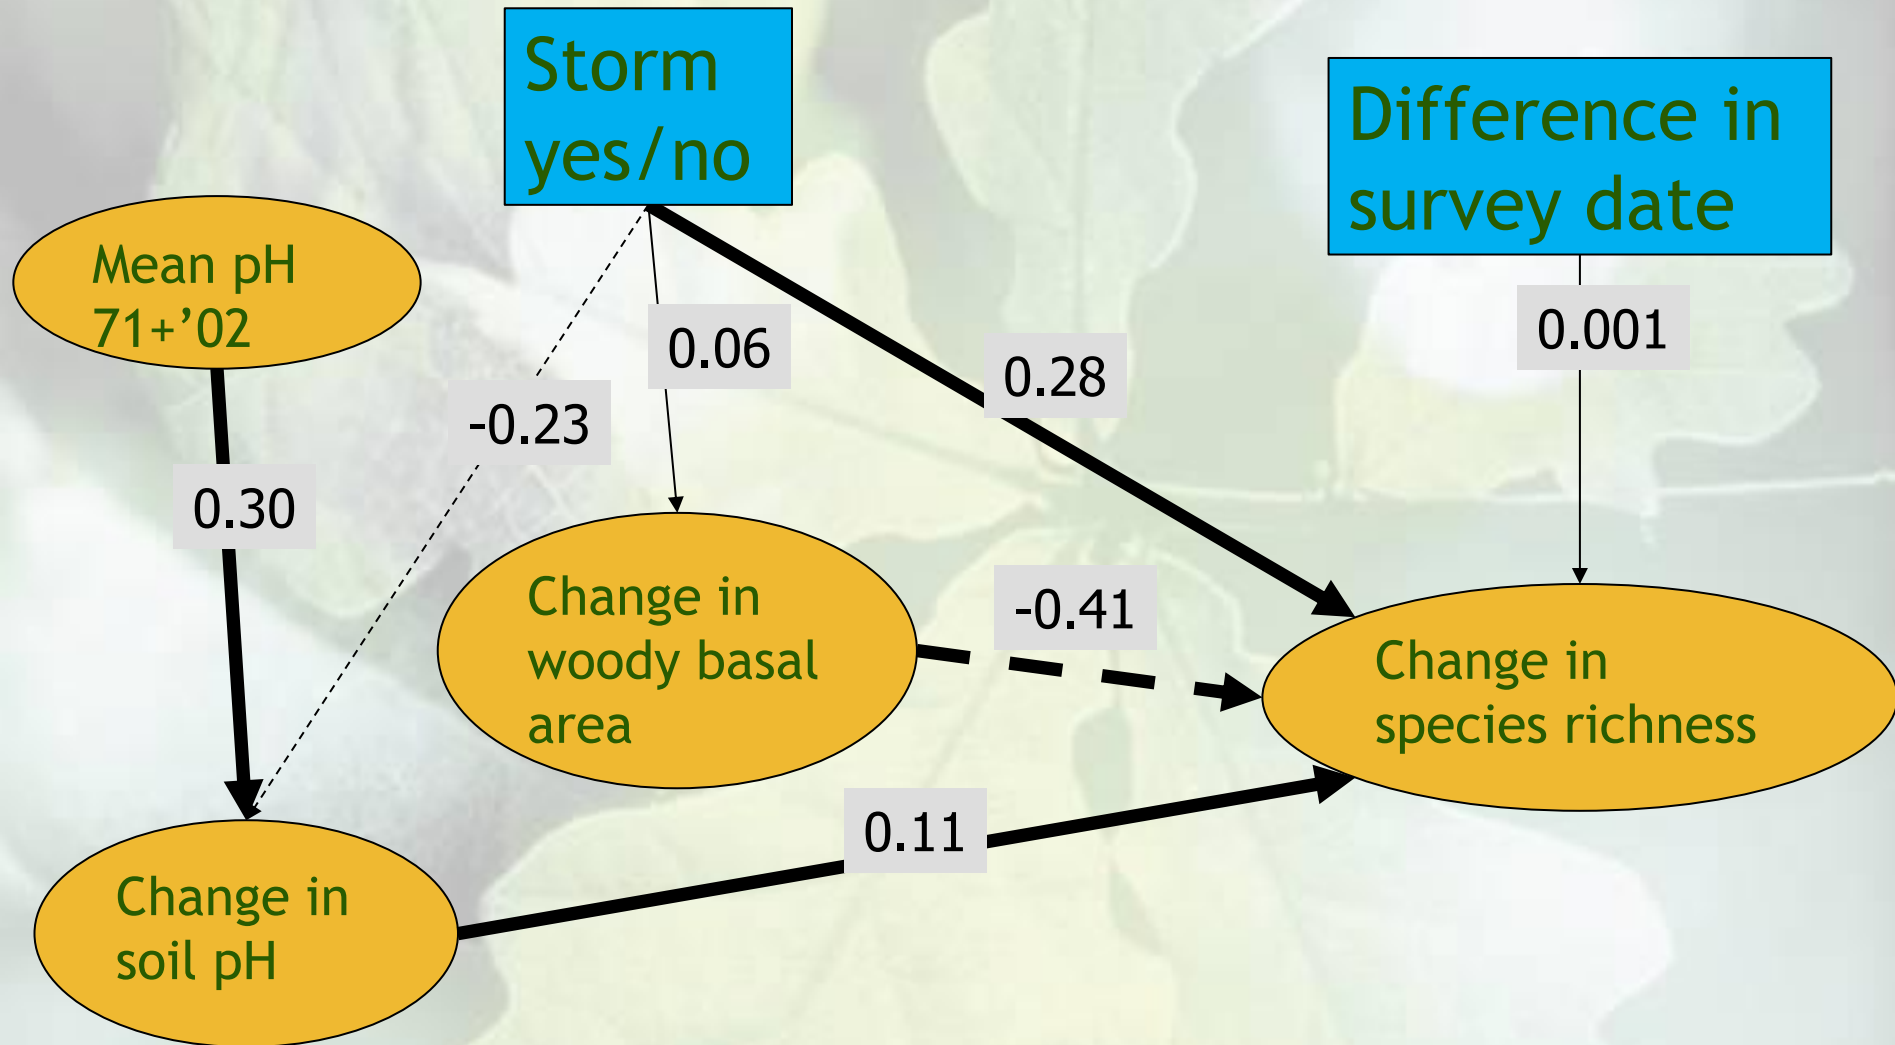 Storm
yes/no
Difference in
survey date
Mean pH
71+’02
0.06
0.001
0.28
-0.23
0.30
Change in
woody basal
area
-0.41
Change in
species richness
0.11
Change in
soil pH